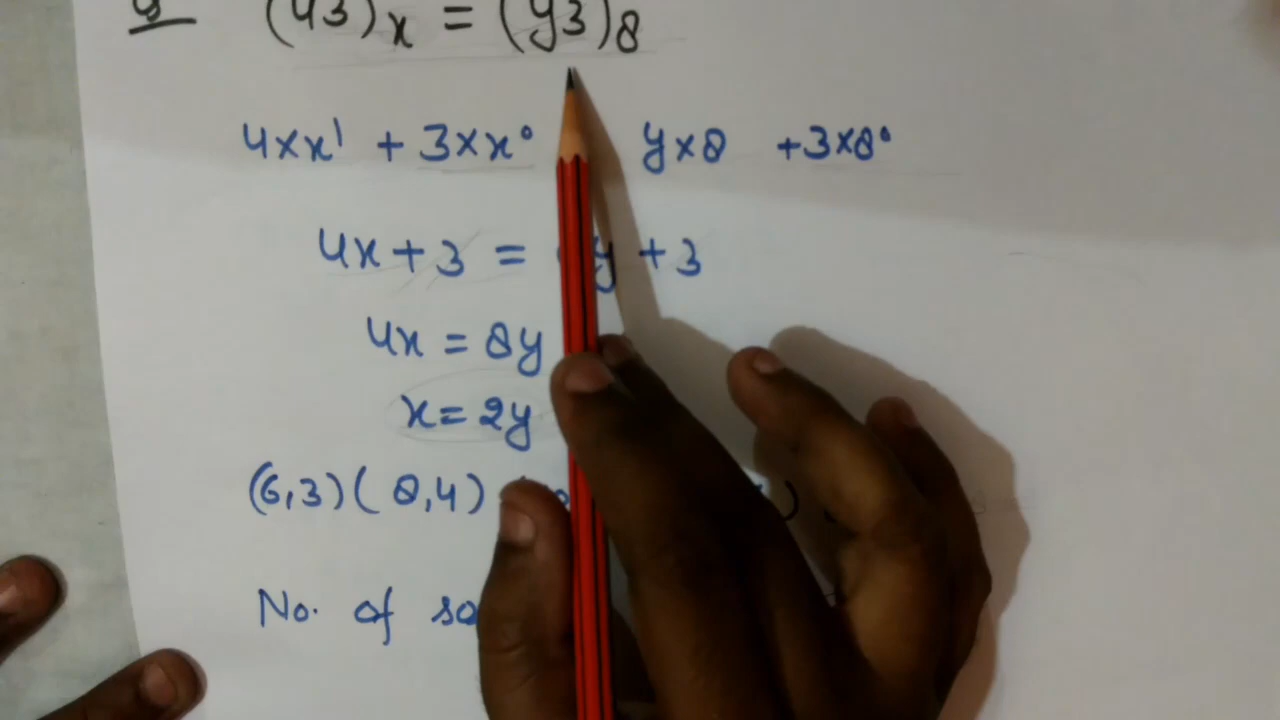 (43)x = (y3)8
4×x¹ + 3×x⁰ y×8 +3×8⁰
4x + 3 = y + 3
4x = 8y
x = 2y
(6,3) (8,4)
No. of